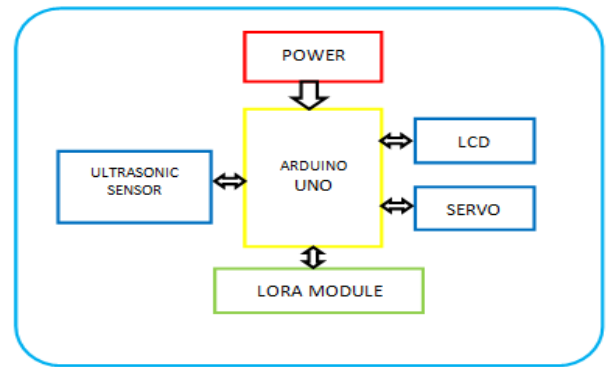 POWER
ULTRASONIC
SENSOR
ARDUINO
UNO
LCD
SERVO
LORA MODULE